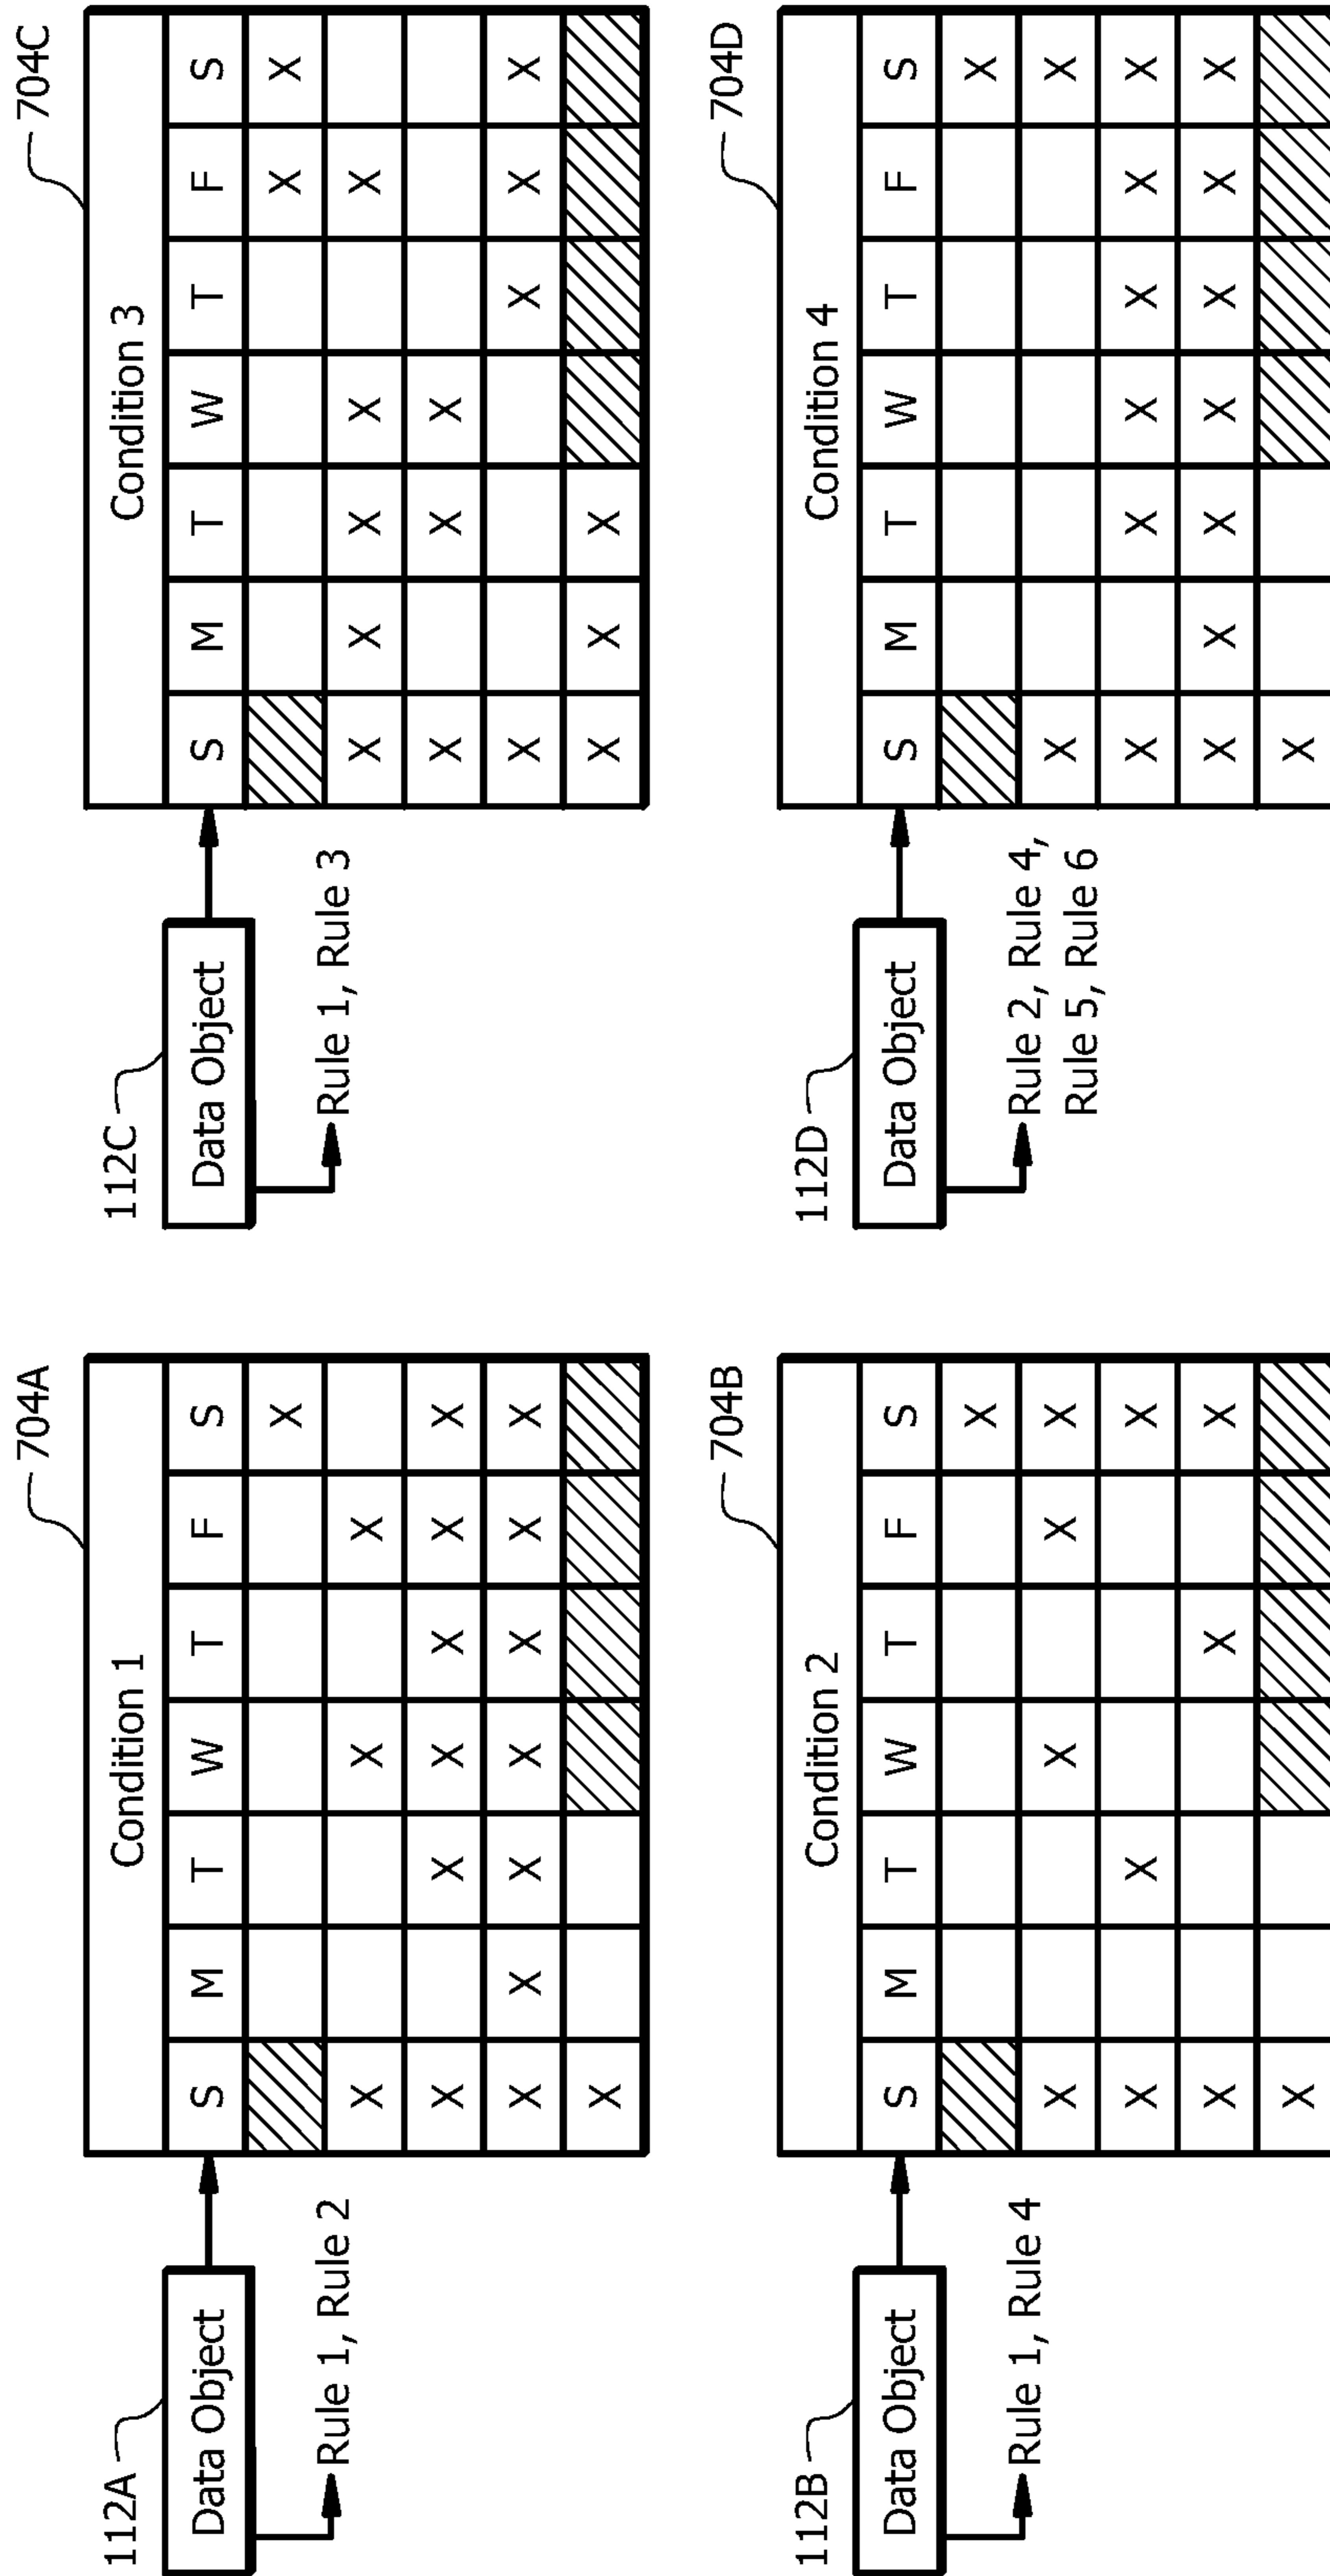 704A
112A
Condition 1
Data Object
S M T W T F S
X
Rule 1, Rule 2
X X X
X X X X X X
X X X X X X X
X
704C
112C
Condition 3
Data Object
S M T W T F S
X X
Rule 1, Rule 3
X X X X X
X X X
X X X X
X X X
704B
112B
Condition 2
Data Object
S M T W T F S
X
Rule 1, Rule 4
X X X X
X X X
X X X
X
704D
112D
Condition 4
Data Object
S M T W T F S
X
Rule 2, Rule 4,
Rule 5, Rule 6
X X
X X X X X X
X X X X X X X
X